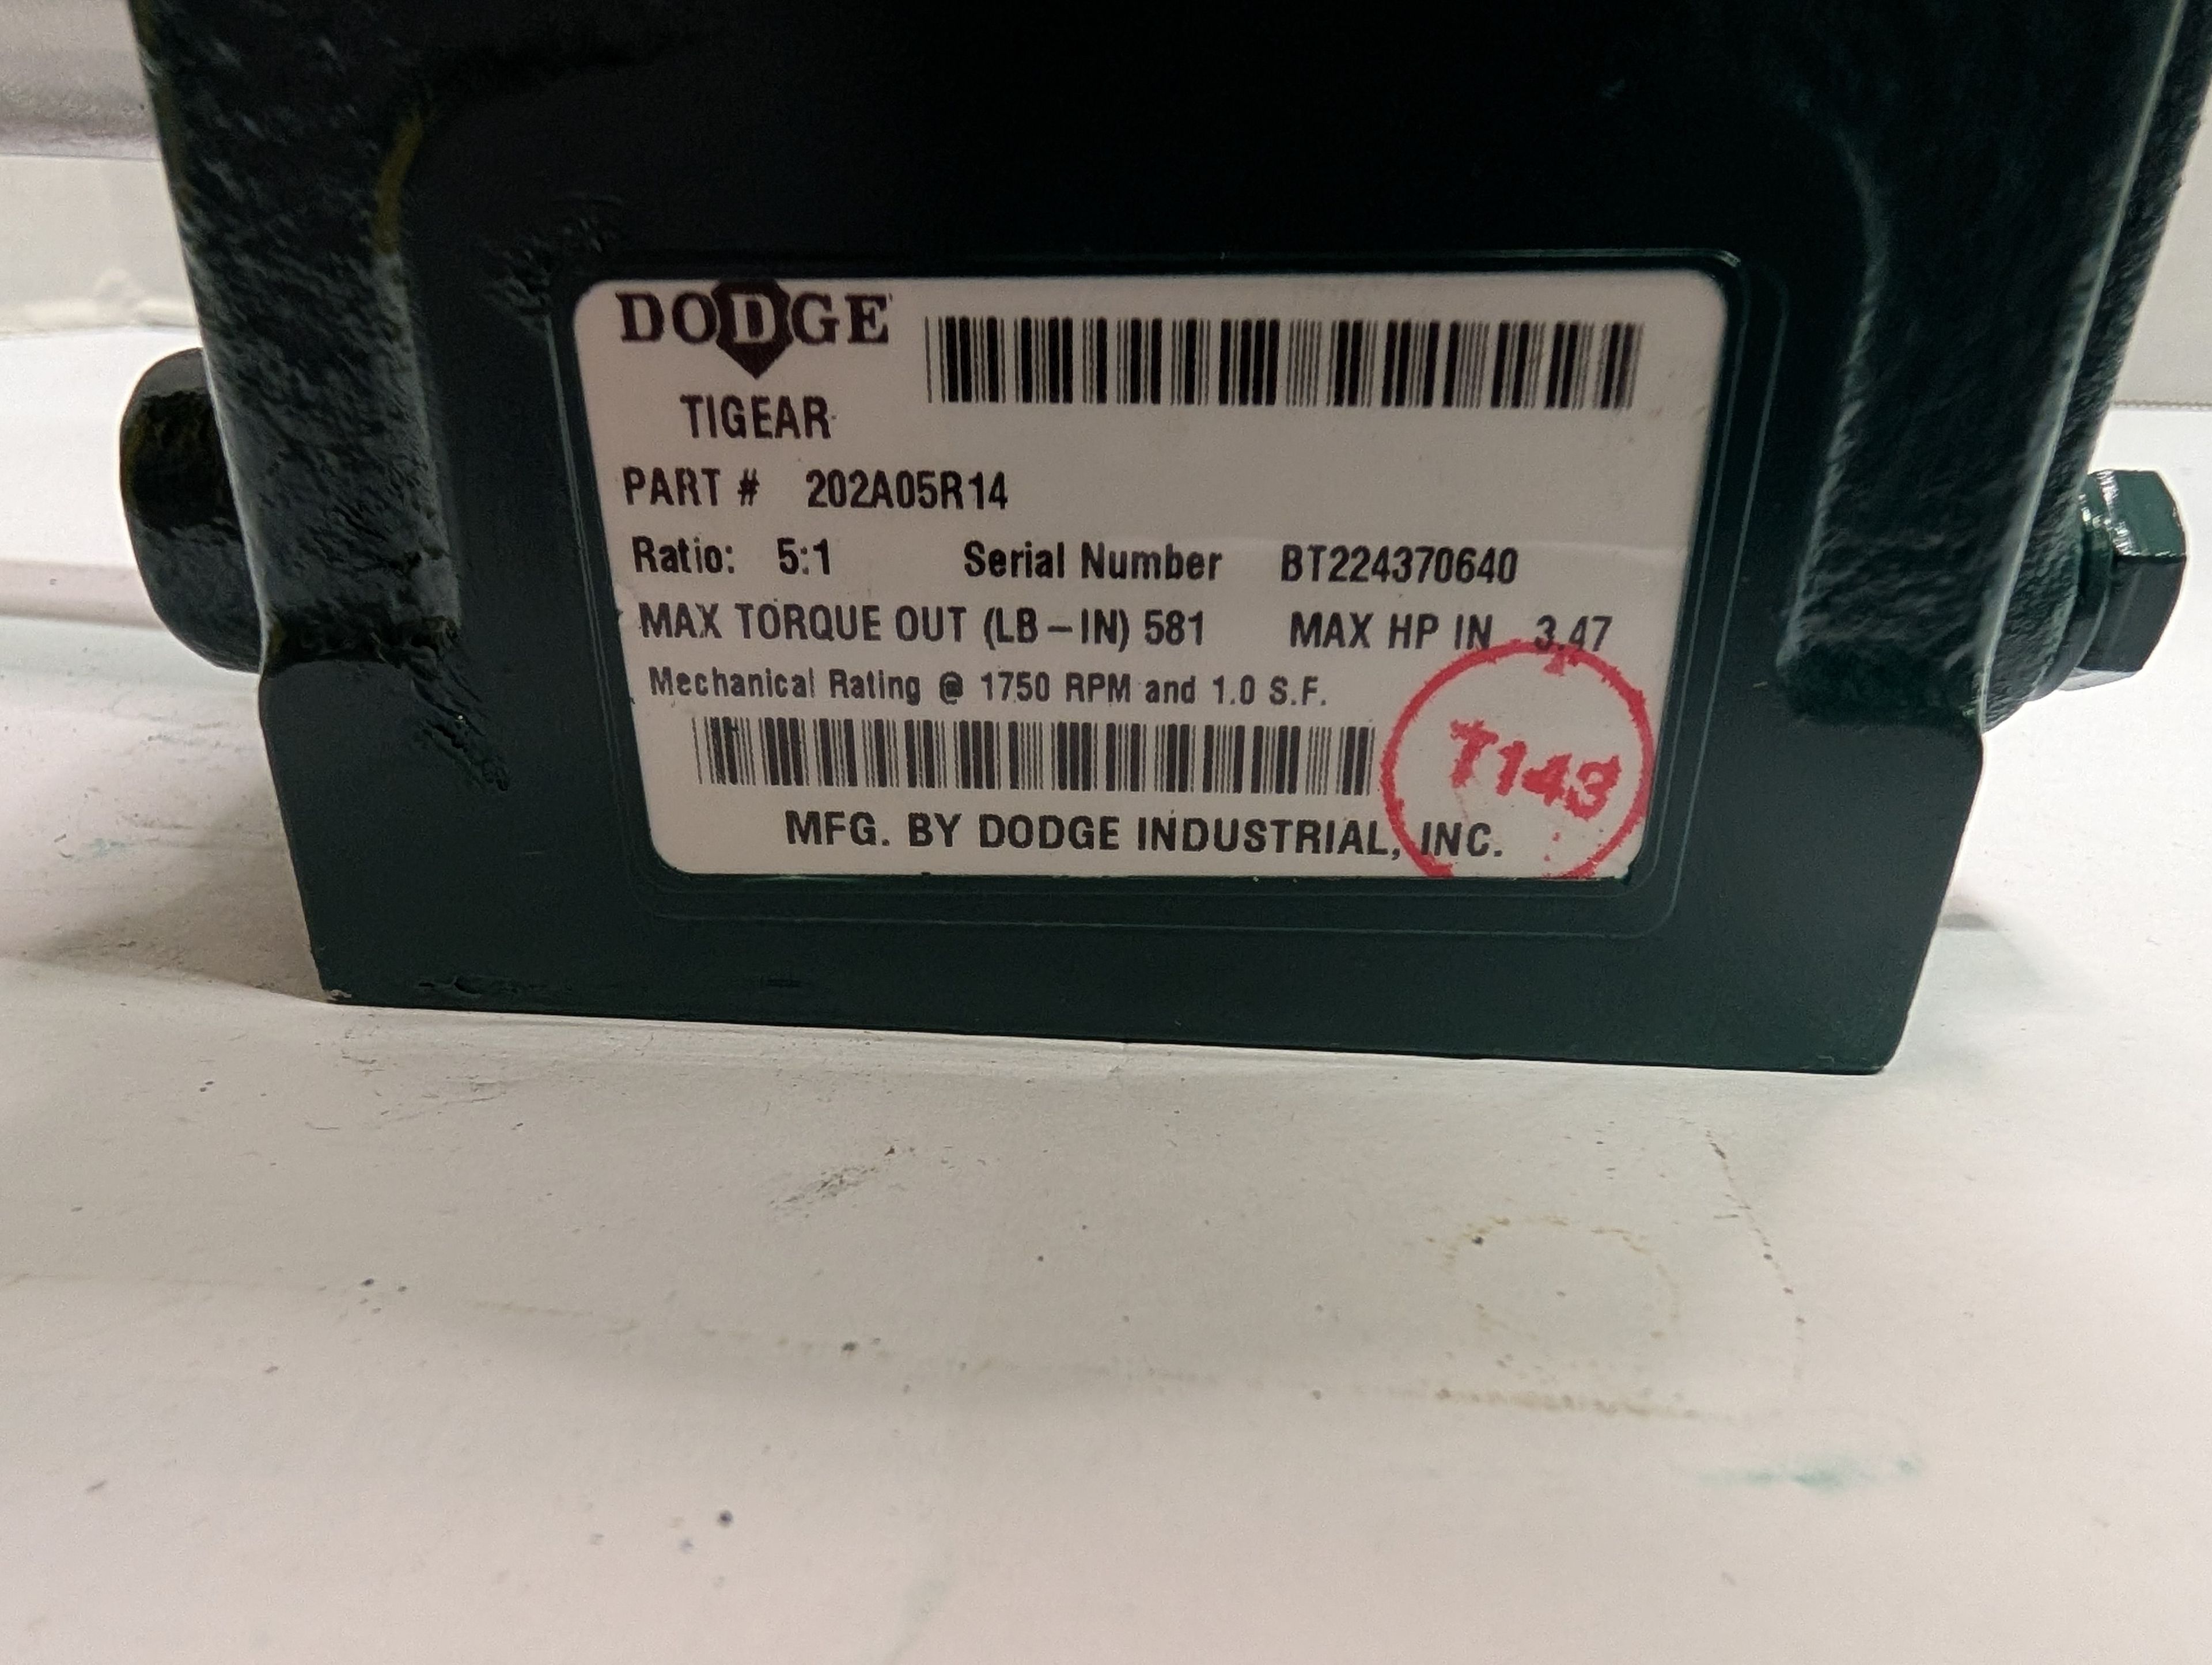 DODGE
TIGEAR
PART # 202A05R14
Ratio: 5:1 Serial Number BT224370640
MAX TORQUE OUT (LB-IN) 581 MAX HP IN 3.47
Mechanical Rating @ 1750 RPM and 1.0 S.F.
T143
MFG. BY DODGE INDUSTRIAL, INC.